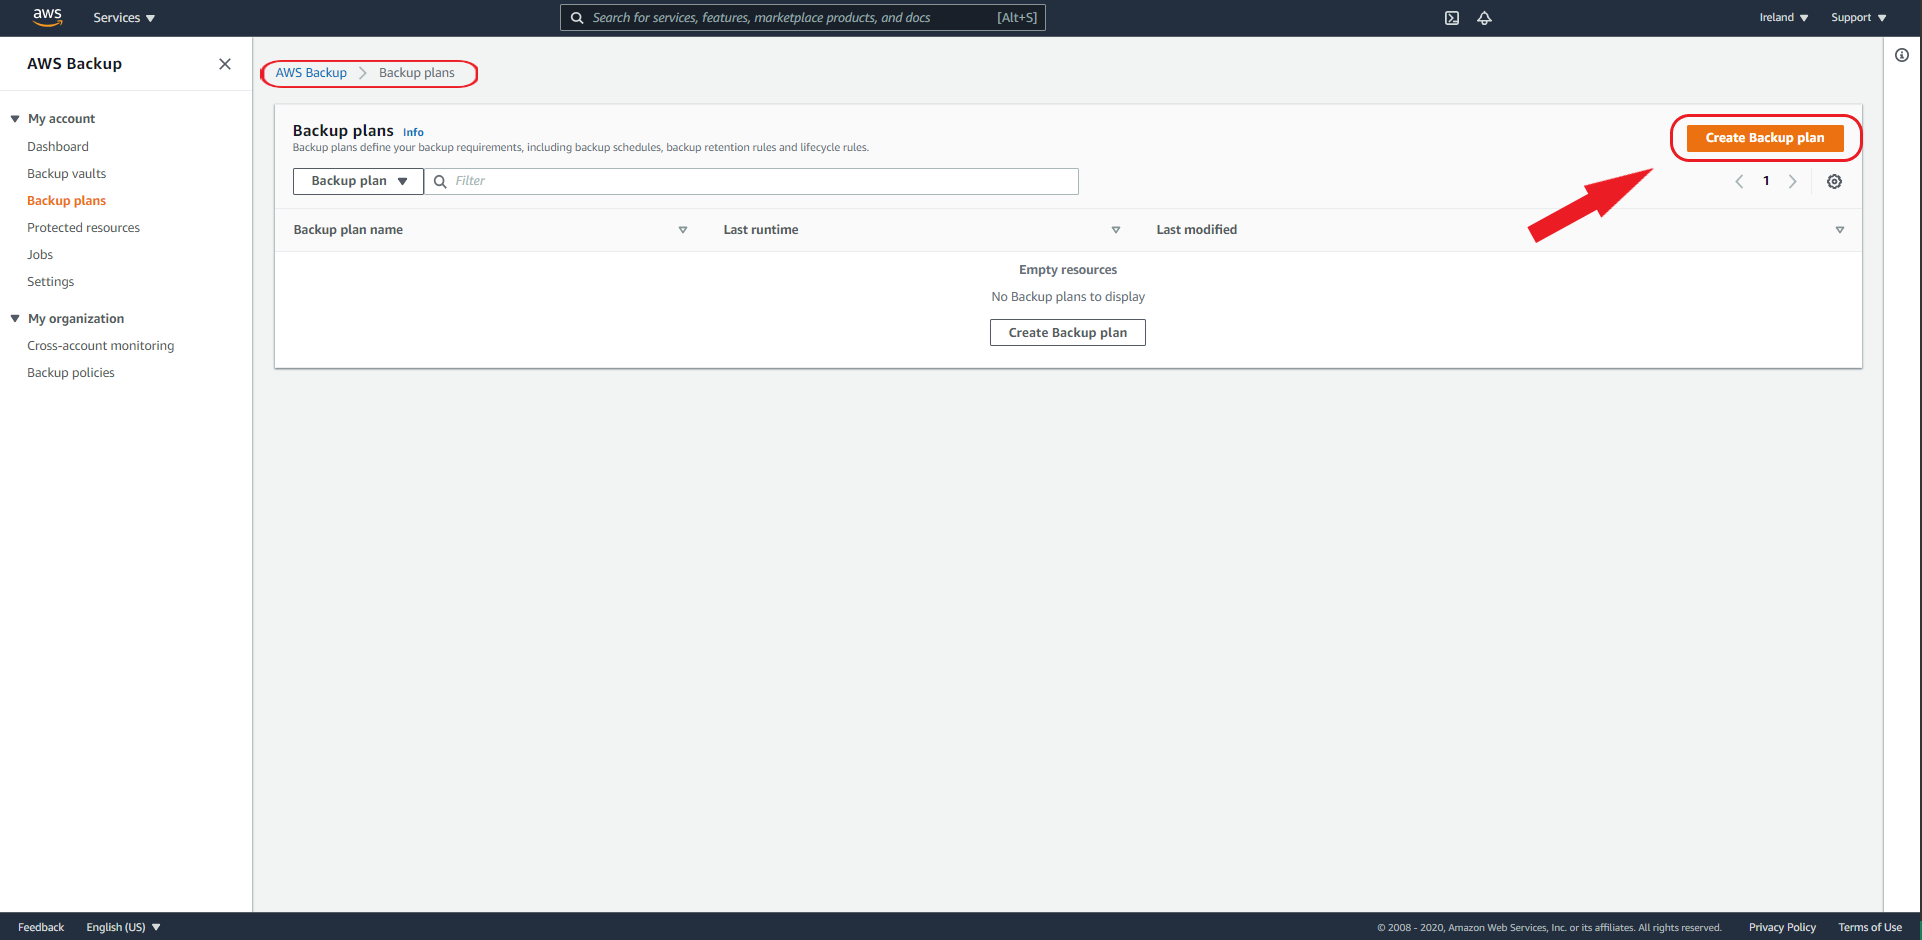 aws
Services
Search for services, features, marketplace products, and docs [Alt+S]
Ireland
Support
AWS Backup
My account
Dashboard
Backup vaults
Backup plans
Protected resources
Jobs
Settings
My organization
Cross-account monitoring
Backup policies
AWS Backup Backup plans
Backup plans Info
Backup plans define your backup requirements, including backup schedules, backup retention rules and lifecycle rules.
Create Backup plan
Backup plan
Filter
1
Backup plan name
Last runtime
Last modified
Empty resources
No Backup plans to display
Create Backup plan
Feedback
English (US)
© 2008 - 2020, Amazon Web Services, Inc. or its affiliates. All rights reserved.
Privacy Policy
Terms of Use